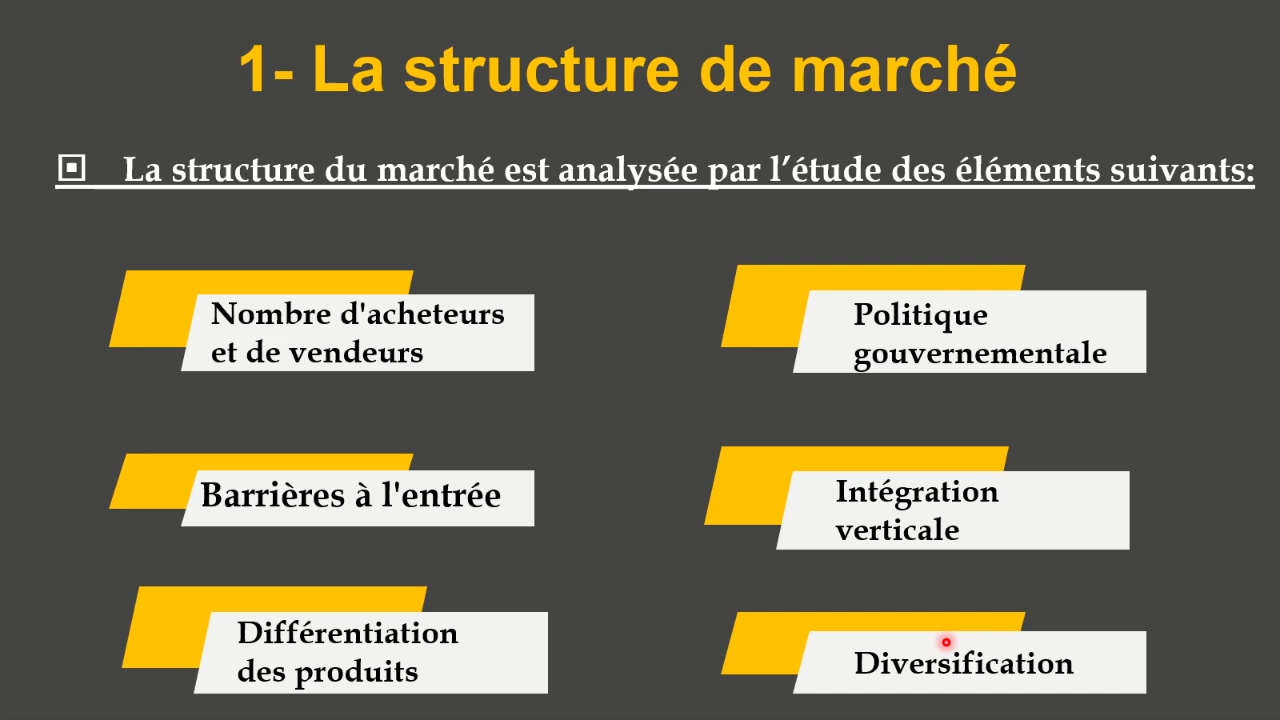 1- La structure de marché
La structure du marché est analysée par l’étude des éléments suivants:
Nombre d'acheteurs
et de vendeurs
Barrières à l'entrée
Différentiation
des produits
Politique
gouvernementale
Intégration
verticale
Diversification